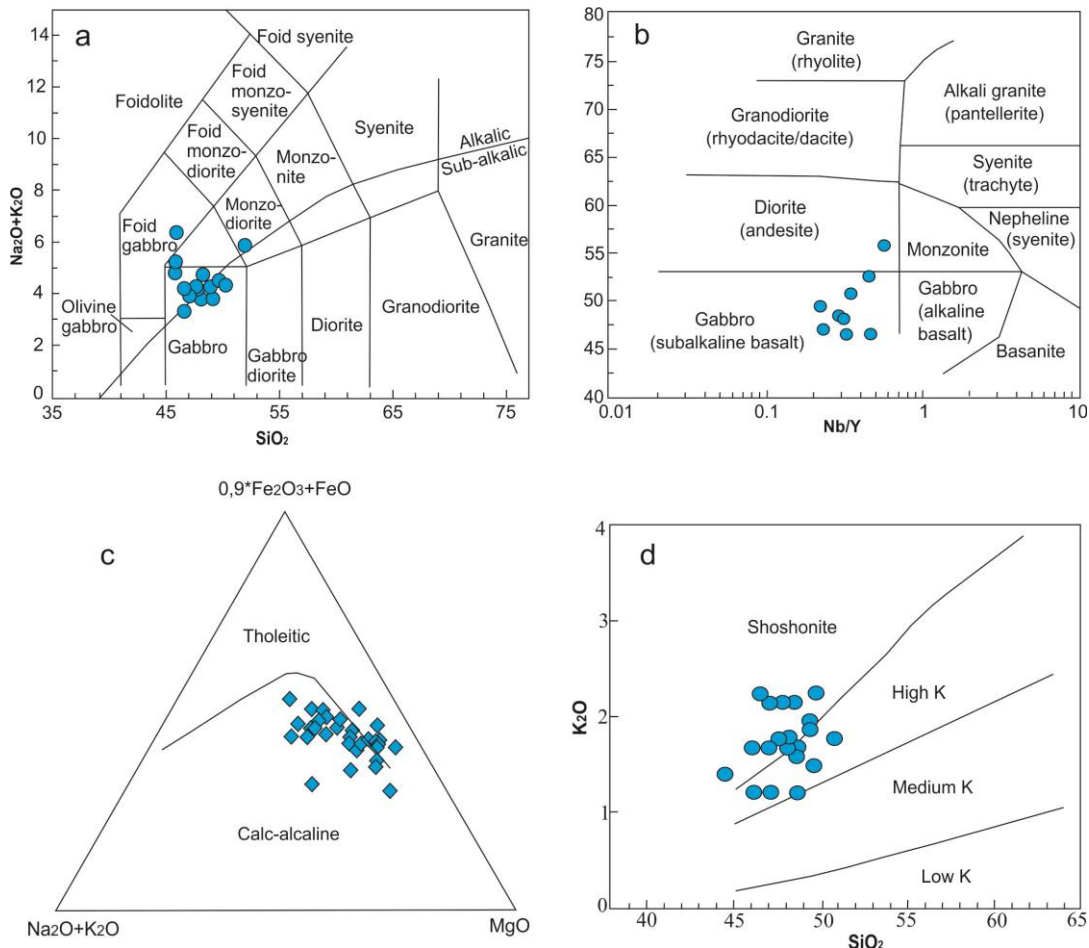 a
Foid syenite
Foid
monzo-
syenite
Foidolite
Foid
monzo-
diorite
Syenite
Alkalic
Sub-alkalic
Monzo-
nite
Monzo-
diorite
Foid
gabbro
Granite
Granodiorite
Olivine
gabbro
Gabbro
Gabbro
diorite
Diorite
Na2O+K2O
14
12
10
8
6
4
2
0
35
45
55
65
75
SiO2
b
Granite
(rhyolite)
Alkali granite
(pantellerite)
Granodiorite
(rhyodacite/dacite)
Syenite
(trachyte)
Diorite
(andesite)
Nepheline
(syenite)
Monzonite
Gabbro
(subalkaline basalt)
Gabbro
(alkaline
basalt)
Basanite
80
75
70
65
60
55
50
45
40
0.01
0.1
1
10
Nb/Y
0,9*Fe2O3+FeO
c
Tholeitic
Calc-alcaline
Na2O+K2O
MgO
d
Shoshonite
High K
Medium K
Low K
K2O
4
3
2
1
0
40
45
50
55
60
65
SiO2